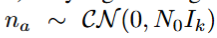 n_a ∼ 𝒞𝒩(0, N_0 I_k)